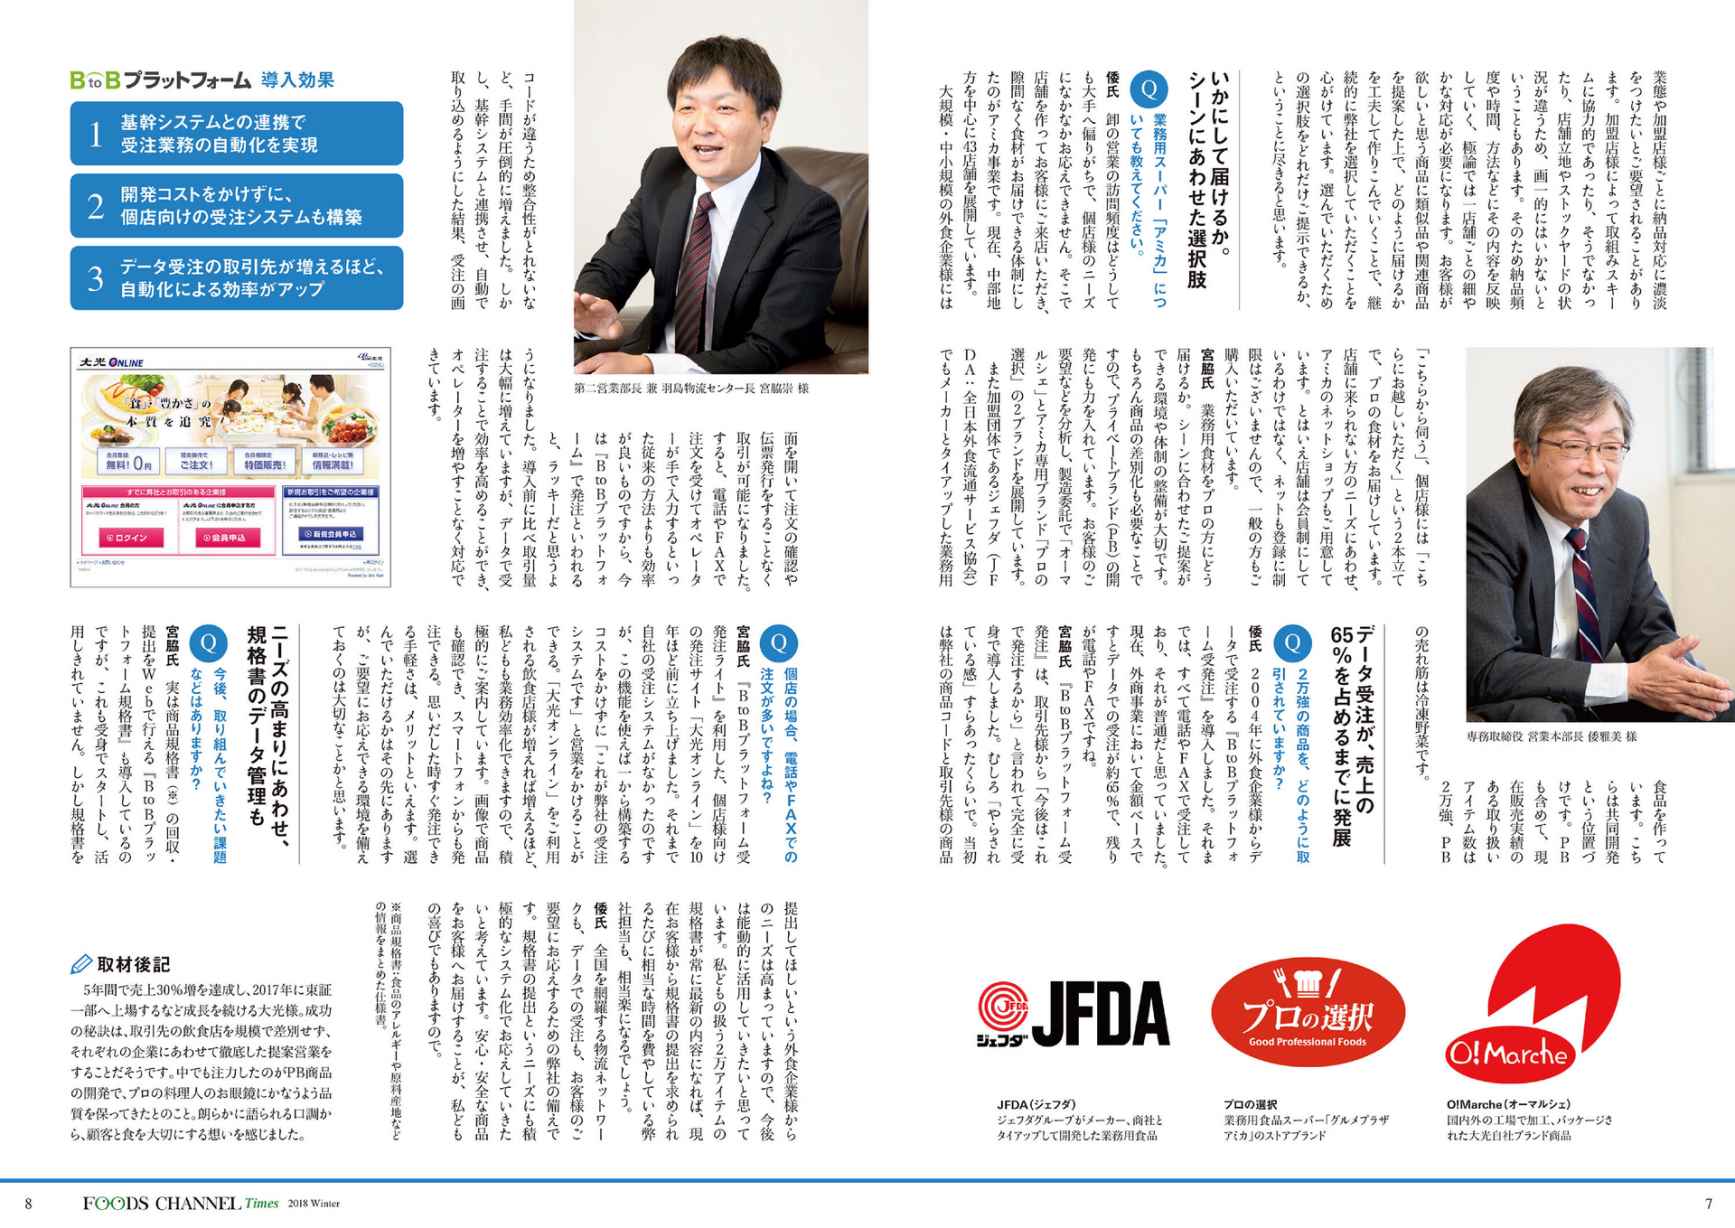 業態や加盟店様ごとに納品対応に濃淡
をつけたいとご要望されることがあり
ます。加盟店様によって取組みスキー
ムに協力的であったり、そうでなかっ
たり、店舗立地やストックヤードの状
況が違うため、画一的にはいかないと
いうこともあります。そのため納品頻
度や時間、方法などにその内容を反映
していく、極論では一店舗ごとの細や
かな対応が必要になります。お客様が
欲しいと思う商品に類似品や関連商品
を提案した上で、どのように届けるか
を工夫して作りこんでいくことで、継
続的に弊社を選択していただくことを
心がけています。選んでいただくため
の選択肢をどれだけご提示できるか、
ということに尽きると思います。
いかにして届けるか。
シーンにあわせた選択肢
Q
業務用スーパー「アミカ」につ
いても教えてください。
倭氏　卸の営業の訪問頻度はどうして
も大手へ偏りがちで、個店様のニーズ
になかなかお応えできません。そこで
店舗を作ってお客様にご来店いただき、
隙間なく食材がお届けできる体制にし
たのがアミカ事業です。現在、中部地
方を中心に43店舗を展開しています。
大規模・中小規模の外食企業様には
「こちらから伺う」、個店様には「こち
らにお越しいただく」という２本立て
で、プロの食材をお届けしています。
店舗に来られない方のニーズにあわせ、
アミカのネットショップもご用意して
います。とはいえ店舗は会員制にして
いるわけではなく、ネットも登録に制
限はございませんので、一般の方もご
購入いただいています。
宮脇氏　業務用食材をプロの方にどう
届けるか。シーンに合わせたご提案が
できる環境や体制の整備が大切です。
もちろん商品の差別化も必要なことで
すので、プライベートブランド（ＰＢ）の開
発にも力を入れています。お客様のご
要望などを分析し、製造委託で「オーマ
ルシェ」とアミカ専用ブランド「プロの
選択」の２ブランドを展開しています。
また加盟団体であるジェフダ（ＪＦ
ＤＡ：全日本外食流通サービス協会）
でもメーカーとタイアップした業務用
専務取締役 営業本部長 倭雅美 様
食品を作って
います。こち
らは共同開発
という位置づ
けです。ＰＢ
も含めて、現
在販売実績の
ある取り扱い
アイテム数は
２万強、ＰＢ
の売れ筋は冷凍野菜です。
データ受注が、売上の
65％を占めるまでに発展
Q
２万強の商品を、どのように取
引されていますか？
倭氏　２００４年に外食企業様からデ
ータで受注する『ＢtoＢプラットフォ
ーム受発注』を導入しました。それま
では、すべて電話やＦＡＸで受注して
おり、それが普通だと思っていました。
現在、外商事業において金額ベースで
すとデータでの受注が約65％で、残り
が電話やＦＡＸですね。
宮脇氏　『ＢtoＢプラットフォーム受
発注』は、取引先様から「今後はこれ
で発注するから」と言われて完全に受
身で導入しました。むしろ「やらされ
ている感」すらあったくらいで。当初
は弊社の商品コードと取引先様の商品
ジェフダ
JFDA
プロの選択
Good Professional Foods
O!Marche
JFDA（ジェフダ）
ジェフダグループがメーカー、商社と
タイアップして開発した業務用食品
プロの選択
業務用食品スーパー「グルメプラザ
アミカ」のストアブランド
O!Marche（オーマルシェ）
国内外の工場で加工、パッケージさ
れた大光自社ブランド商品
7
コードが違うため整合性がとれないな
ど、手間が圧倒的に増えました。しか
し、基幹システムと連携させ、自動で
取り込めるようにした結果、受注の画
第二営業部長 兼 羽島物流センター長 宮脇崇 様
面を開いて注文の確認や
伝票発行をすることなく
取引が可能になりました。
すると、電話やＦＡＸで
注文を受けてオペレータ
ーが手で入力するといっ
た従来の方法よりも効率
が良いものですから、今
は『ＢtoＢプラットフォ
ーム』で発注といわれる
と、ラッキーだと思うよ
うになりました。導入前に比べ取引量
は大幅に増えていますが、データで受
注することで効率を高めることができ、
オペレーターを増やすことなく対応で
きています。
BtoBプラットフォーム 導入効果
1 基幹システムとの連携で
受注業務の自動化を実現
2 開発コストをかけずに、
個店向けの受注システムも構築
3 データ受注の取引先が増えるほど、
自動化による効率がアップ
大光 ONLINE
「食」・「豊かさ」の
本質を追究
無料！0円
ご注文！
特価販売！
情報満載！
すでに弊社とお取引のある企業様
新規お取引をご希望の企業様
ログイン
会員申込
新規会員申込
Q
個店の場合、電話やＦＡＸでの
注文が多いですよね？
宮脇氏　『ＢtoＢプラットフォーム受
発注ライト』を利用した、個店様向け
の発注サイト「大光オンライン」を10
年ほど前に立ち上げました。それまで
自社の受注システムがなかったのです
が、この機能を使えば一から構築する
コストをかけずに「これが弊社の受注
システムです」と営業をかけることが
できる。「大光オンライン」をご利用
される飲食店様が増えれば増えるほど、
私どもも業務効率化できますので、積
極的にご案内しています。画像で商品
も確認でき、スマートフォンからも発
注できる。思いだした時すぐ発注でき
る手軽さは、メリットといえます。選
んでいただけるかはその先にあります
が、ご要望にお応えできる環境を備え
ておくのは大切なことかと思います。
ニーズの高まりにあわせ、
規格書のデータ管理も
Q
今後、取り組んでいきたい課題
などはありますか？
宮脇氏　実は商品規格書（※）の回収・
提出をＷｅｂで行える『ＢtoＢプラッ
トフォーム規格書』も導入しているの
ですが、これも受身でスタートし、活
用しきれていません。しかし規格書を
提出してほしいという外食企業様から
のニーズは高まっていますので、今後
は能動的に活用していきたいと思って
います。私どもの扱う２万アイテムの
規格書が常に最新の内容になれば、現
在お客様から規格書の提出を求められ
るたびに相当な時間を費やしている弊
社担当も、相当楽になるでしょう。
倭氏　全国を網羅する物流ネットワー
クも、データでの受注も、お客様のご
要望にお応えするための弊社の備えで
す。規格書の提出というニーズにも積
極的なシステム化でお応えしていきた
いと考えています。安心・安全な商品
をお客様へお届けすることが、私ども
の喜びでもありますので。
※商品規格書：食品のアレルギーや原料産地など
の情報をまとめた仕様書。
取材後記
5年間で売上30％増を達成し、2017年に東証
一部へ上場するなど成長を続ける大光様。成功
の秘訣は、取引先の飲食店を規模で差別せず、
それぞれの企業にあわせて徹底した提案営業を
することだそうです。中でも注力したのがPB商品
の開発で、プロの料理人のお眼鏡にかなうよう品
質を保ってきたとのこと。朗らかに語られる口調か
ら、顧客と食を大切にする想いを感じました。
8
FOODS CHANNEL Times 2018 Winter